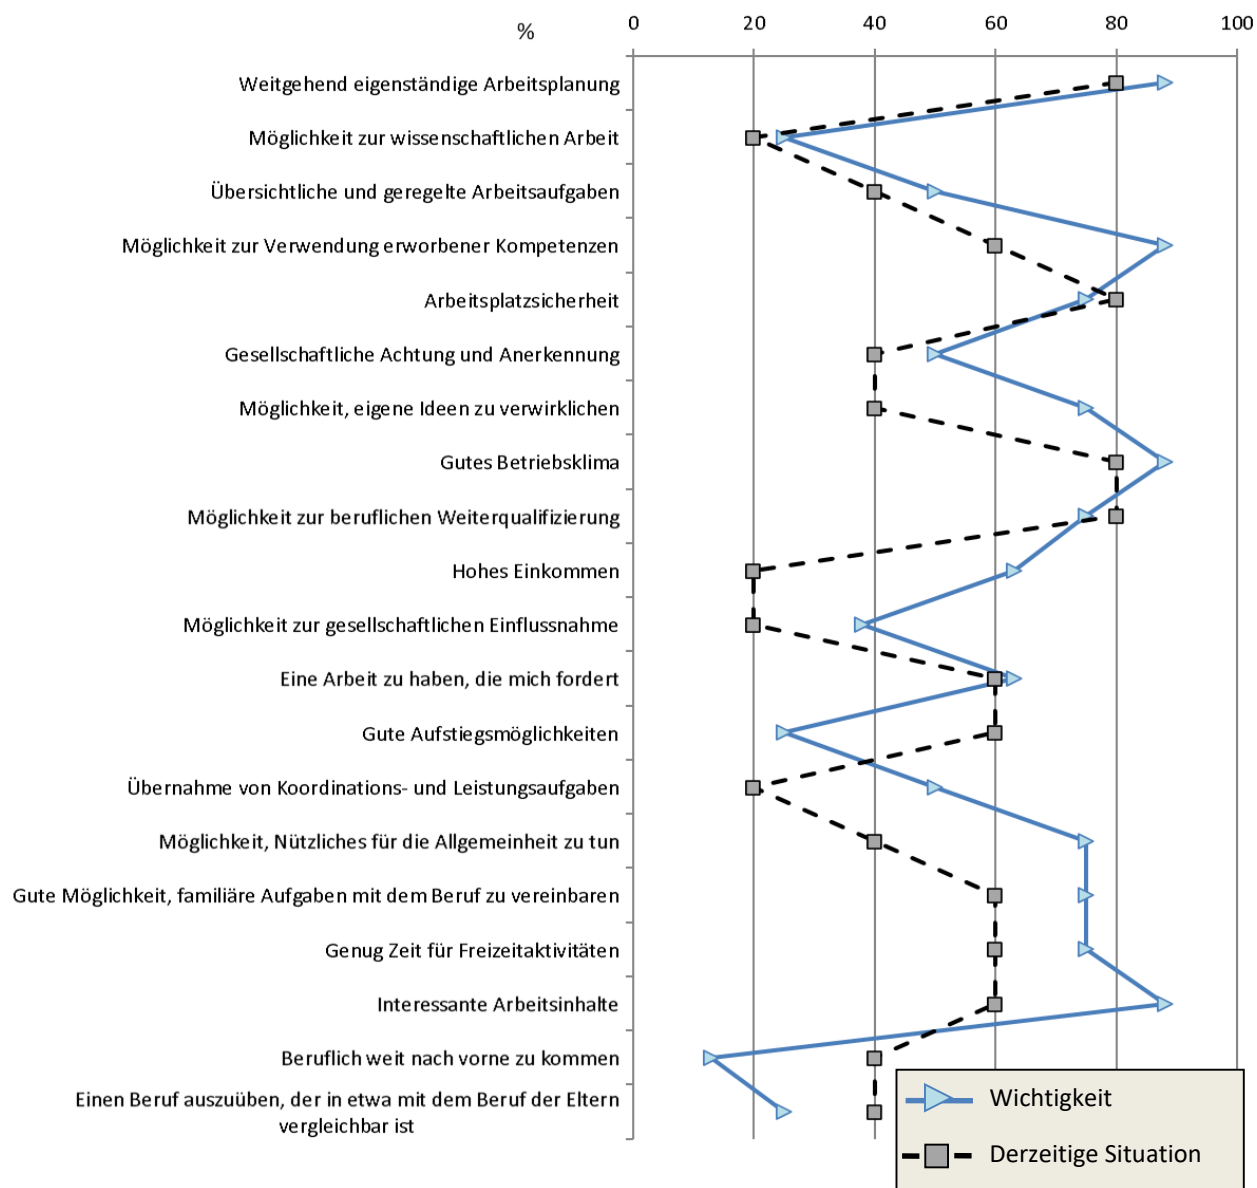 % 0 20 40 60 80 100
Weitgehend eigenständige Arbeitsplanung
Möglichkeit zur wissenschaftlichen Arbeit
Übersichtliche und geregelte Arbeitsaufgaben
Möglichkeit zur Verwendung erworbener Kompetenzen
Arbeitsplatzsicherheit
Gesellschaftliche Achtung und Anerkennung
Möglichkeit, eigene Ideen zu verwirklichen
Gutes Betriebsklima
Möglichkeit zur beruflichen Weiterqualifizierung
Hohes Einkommen
Möglichkeit zur gesellschaftlichen Einflussnahme
Eine Arbeit zu haben, die mich fordert
Gute Aufstiegsmöglichkeiten
Übernahme von Koordinations- und Leistungsaufgaben
Möglichkeit, Nützliches für die Allgemeinheit zu tun
Gute Möglichkeit, familiäre Aufgaben mit dem Beruf zu vereinbaren
Genug Zeit für Freizeitaktivitäten
Interessante Arbeitsinhalte
Beruflich weit nach vorne zu kommen
Einen Beruf auszuüben, der in etwa mit dem Beruf der Eltern
vergleichbar ist
Wichtigkeit
Derzeitige Situation